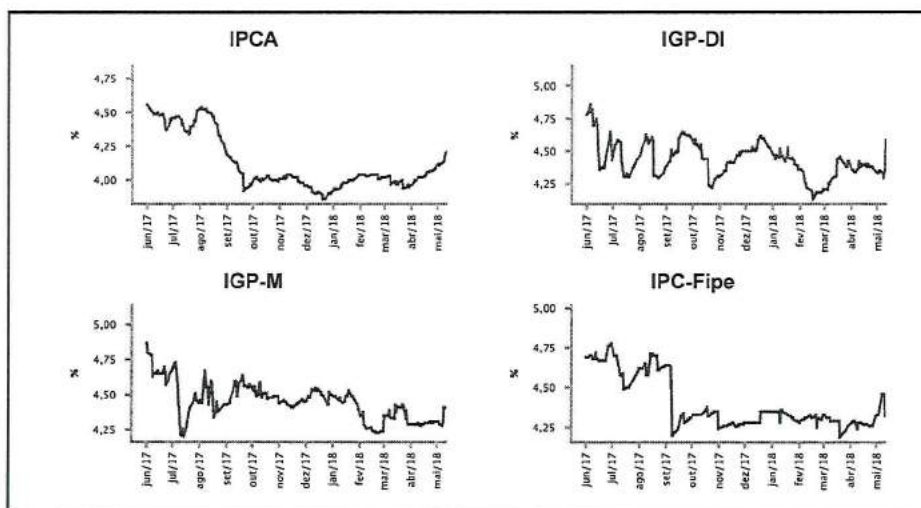 IPCA
4,75
4,50
4,25
4,00
%
jun/17
jul/17
ago/17
set/17
out/17
nov/17
dez/17
jan/18
fev/18
mar/18
abr/18
mai/18
IGP-DI
5,00
4,75
4,50
4,25
%
jun/17
jul/17
ago/17
set/17
out/17
nov/17
dez/17
jan/18
fev/18
mar/18
abr/18
mai/18
IGP-M
5,00
4,75
4,50
4,25
%
jun/17
jul/17
ago/17
set/17
out/17
nov/17
dez/17
jan/18
fev/18
mar/18
abr/18
mai/18
IPC-Fipe
5,00
4,75
4,50
4,25
%
jun/17
jul/17
ago/17
set/17
out/17
nov/17
dez/17
jan/18
fev/18
mar/18
abr/18
mai/18